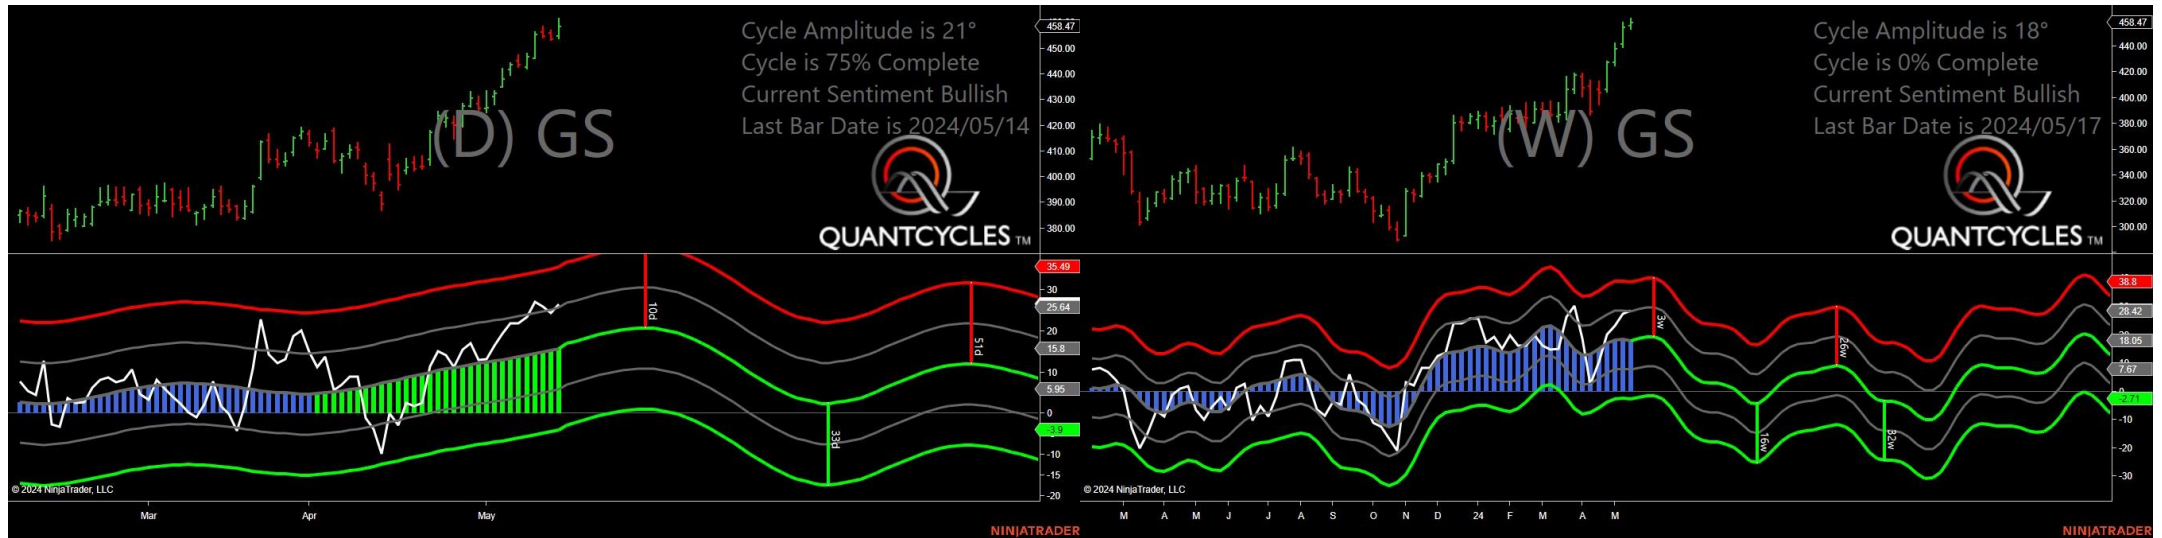 Cycle Amplitude is 21°
Cycle is 75% Complete
Current Sentiment Bullish
Last Bar Date is 2024/05/14
(D) GS
QUANTCYCLES TM
458.47
450.00
440.00
430.00
420.00
410.00
400.00
390.00
380.00
35.49
30
25.64
20
15.8
10
5.95
0
-3.9
-10
-15
-20
10d
33d
51d
© 2024 NinjaTrader, LLC
Mar
Apr
May
NINJATRADER
Cycle Amplitude is 18°
Cycle is 0% Complete
Current Sentiment Bullish
Last Bar Date is 2024/05/17
(W) GS
QUANTCYCLES TM
458.47
440.00
420.00
400.00
380.00
360.00
340.00
320.00
300.00
38.8
28.42
18.05
7.67
0
-2.71
-10
-20
-30
3w
16w
26w
32w
© 2024 NinjaTrader, LLC
M A M J J A S O N D 24 F M A M
NINJATRADER